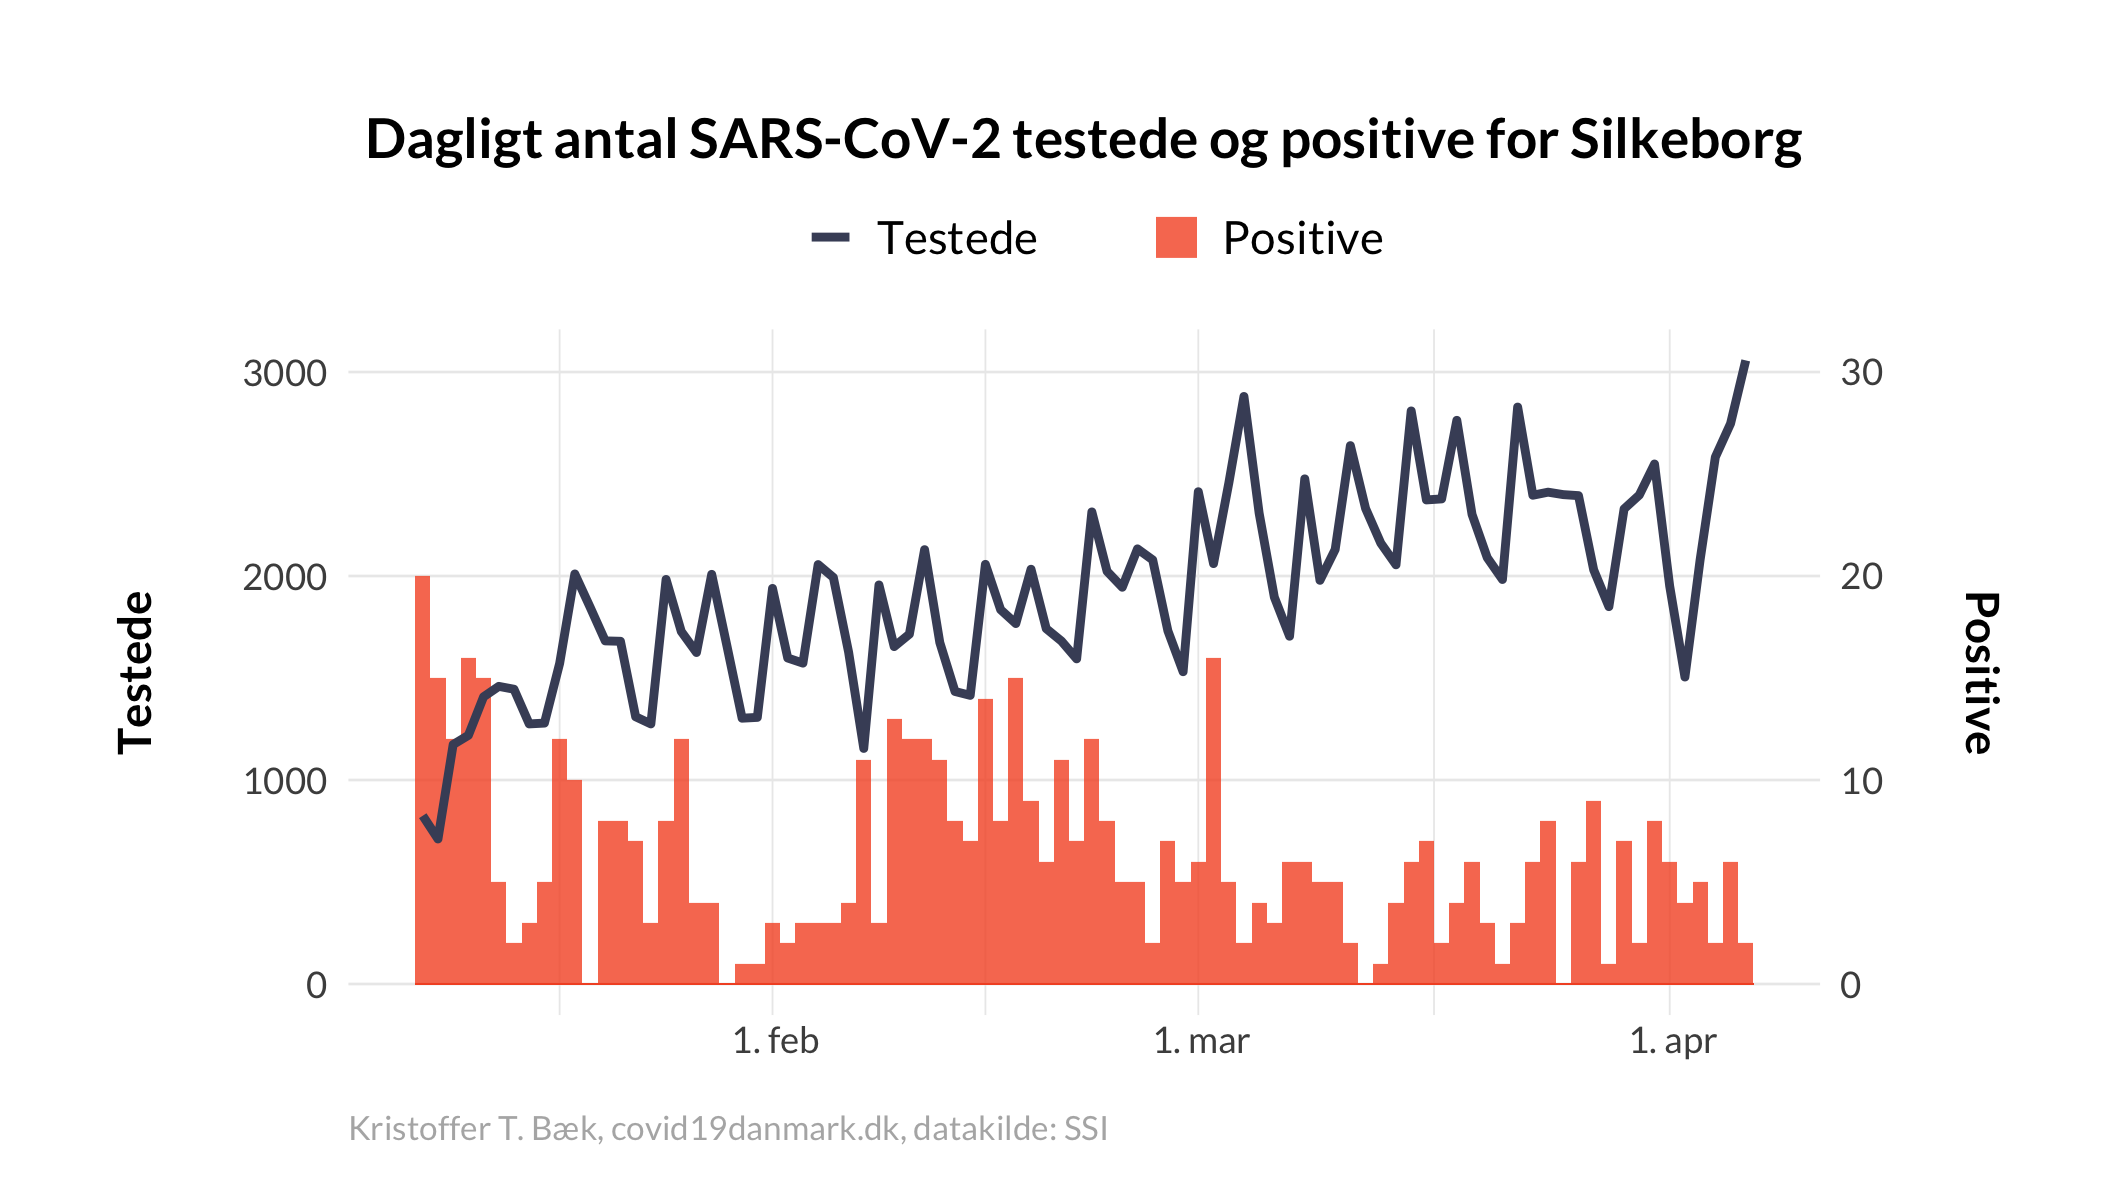 Dagligt antal SARS-CoV-2 testede og positive for Silkeborg
Testede Positive
3000
2000
1000
0
Testede
30
20
10
0
Positive
1. feb 1. mar 1. apr
Kristoffer T. Bæk, covid19danmark.dk, datakilde: SSI